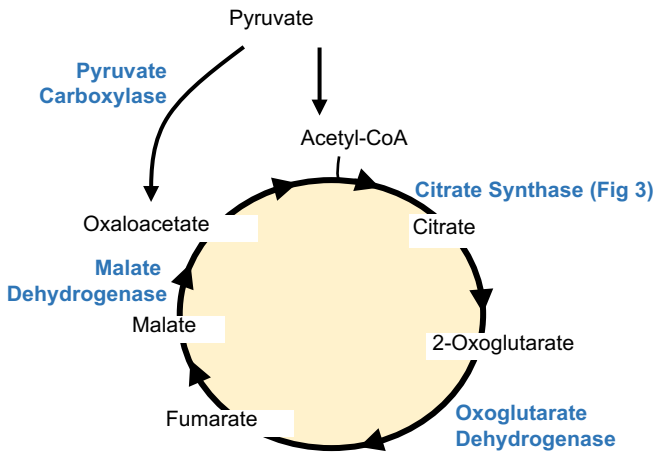 Pyruvate
Pyruvate
Carboxylase
Acetyl-CoA
Citrate Synthase (Fig 3)
Oxaloacetate
Citrate
Malate
Dehydrogenase
Malate
2-Oxoglutarate
Fumarate
Oxoglutarate
Dehydrogenase